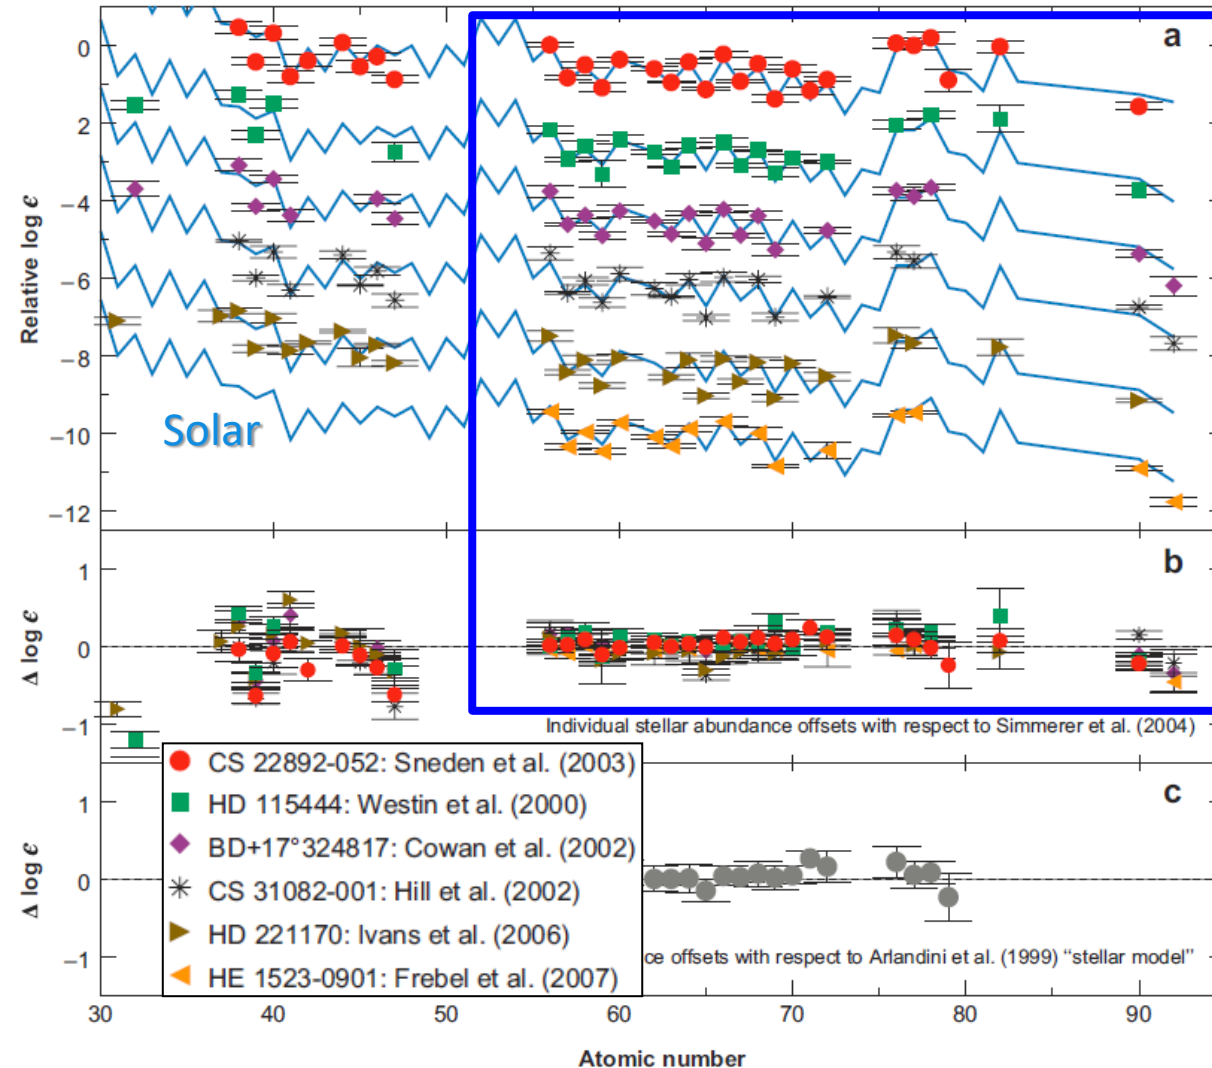 a
0
2
−4
−6
−8
−10
−12
Relative log ϵ
Solar
b
1
0
−1
Δ log ϵ
Individual stellar abundance offsets with respect to Simmerer et al. (2004)
c
1
0
−1
Δ log ϵ
CS 22892-052: Sneden et al. (2003)
HD 115444: Westin et al. (2000)
BD+17°324817: Cowan et al. (2002)
CS 31082-001: Hill et al. (2002)
HD 221170: Ivans et al. (2006)
HE 1523-0901: Frebel et al. (2007)
ce offsets with respect to Arlandini et al. (1999) “stellar model”
30 40 50 60 70 80 90
Atomic number